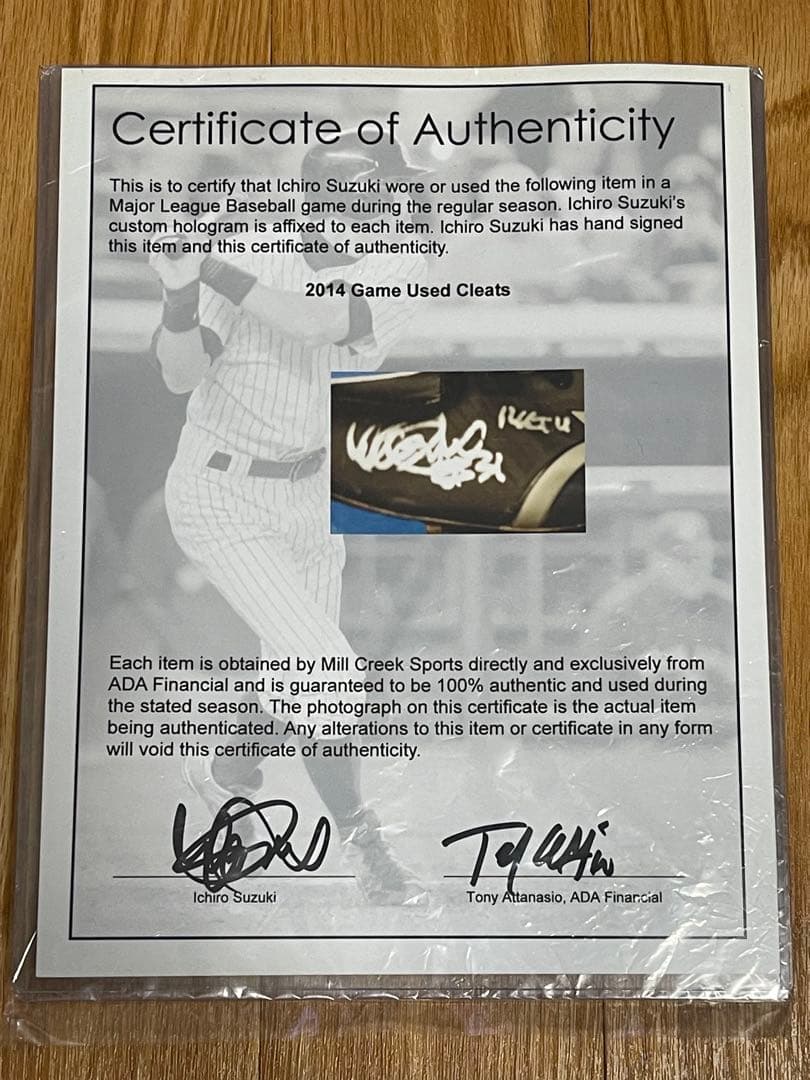 Certificate of Authenticity
This is to certify that Ichiro Suzuki wore or used the following item in a
Major League Baseball game during the regular season. Ichiro Suzuki's
custom hologram is affixed to each item. Ichiro Suzuki has hand signed
this item and this certificate of authenticity.
2014 Game Used Cleats
#31
Each item is obtained by Mill Creek Sports directly and exclusively from
ADA Financial and is guaranteed to be 100% authentic and used during
the stated season. The photograph on this certificate is the actual item
being authenticated. Any alterations to this item or certificate in any form
will void this certificate of authenticity.
Ichiro Suzuki
Tony Attanasio, ADA Financial